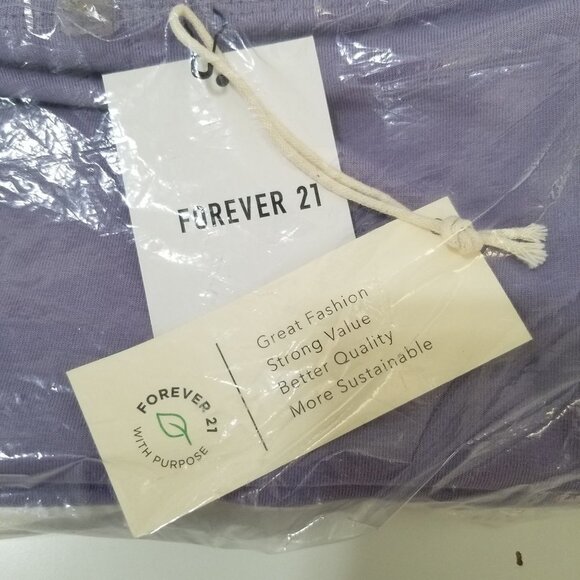 FOREVER 21
FOREVER 21
WITH PURPOSE
Great Fashion
Strong Value
Better Quality
More Sustainable